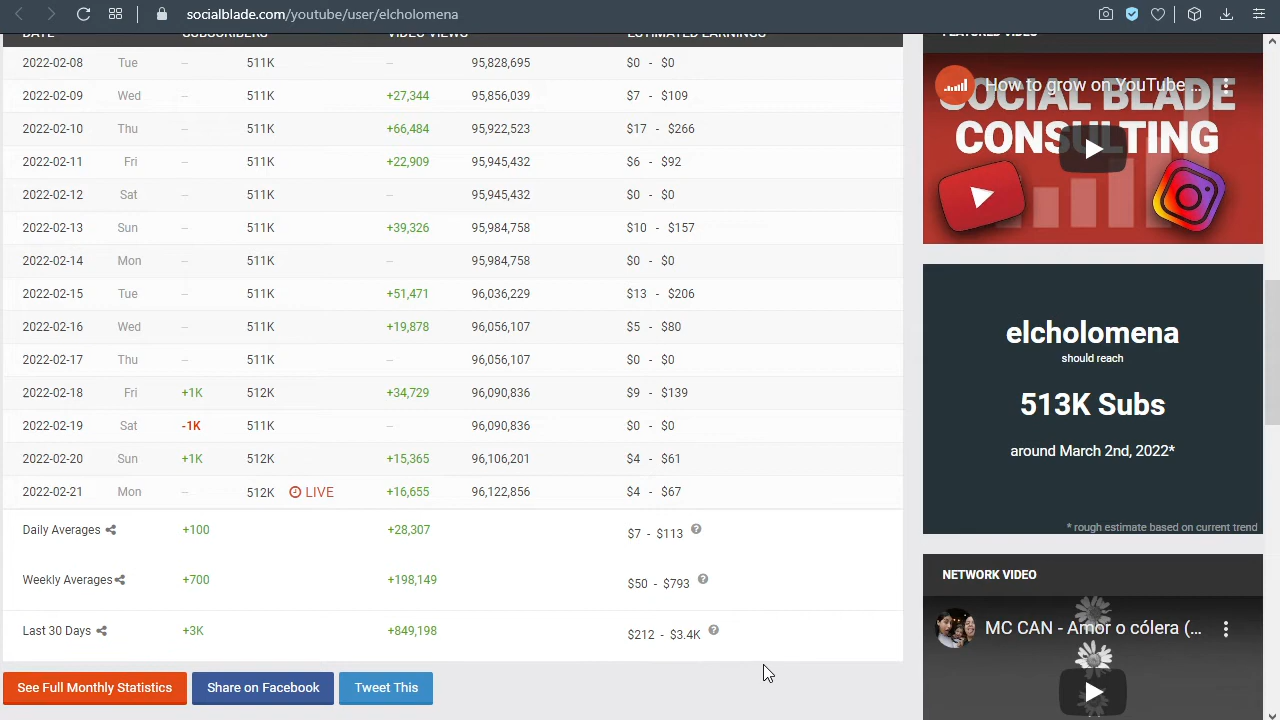 socialblade.com/youtube/user/elcholomena
DATE SUBSCRIBERS VIDEO VIEWS ESTIMATED EARNINGS
2022-02-08 Tue -- 511K -- 95,828,695 $0 - $0
2022-02-09 Wed -- 511K +27,344 95,856,039 $7 - $109
2022-02-10 Thu -- 511K +66,484 95,922,523 $17 - $266
2022-02-11 Fri -- 511K +22,909 95,945,432 $6 - $92
2022-02-12 Sat -- 511K -- 95,945,432 $0 - $0
2022-02-13 Sun -- 511K +39,326 95,984,758 $10 - $157
2022-02-14 Mon -- 511K -- 95,984,758 $0 - $0
2022-02-15 Tue -- 511K +51,471 96,036,229 $13 - $206
2022-02-16 Wed -- 511K +19,878 96,056,107 $5 - $80
2022-02-17 Thu -- 511K -- 96,056,107 $0 - $0
2022-02-18 Fri +1K 512K +34,729 96,090,836 $9 - $139
2022-02-19 Sat -1K 511K -- 96,090,836 $0 - $0
2022-02-20 Sun +1K 512K +15,365 96,106,201 $4 - $61
2022-02-21 Mon -- 512K LIVE +16,655 96,122,856 $4 - $67
Daily Averages +100 +28,307 $7 - $113
Weekly Averages +700 +198,149 $50 - $793
Last 30 Days +3K +849,198 $212 - $3.4K
See Full Monthly Statistics Share on Facebook Tweet This
FEATURED VIDEO
How to grow on YouTube ...
SOCIAL BLADE
CONSULTING
elcholomena
should reach
513K Subs
around March 2nd, 2022*
* rough estimate based on current trend
NETWORK VIDEO
MC CAN - Amor o cólera (...